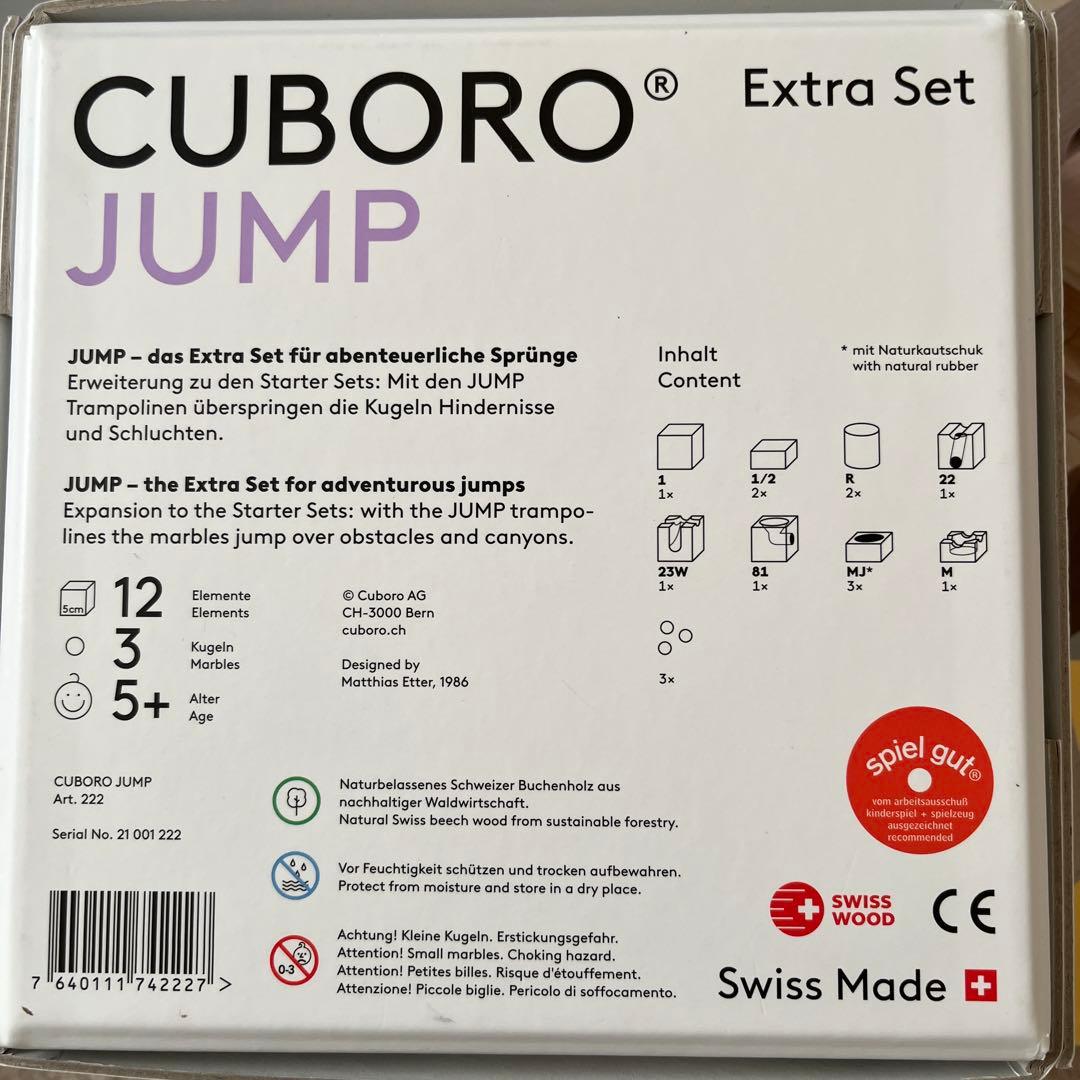 CUBORO®
Extra Set
JUMP
JUMP – das Extra Set für abenteuerliche Sprünge
Erweiterung zu den Starter Sets: Mit den JUMP
Trampolinen überspringen die Kugeln Hindernisse
und Schluchten.
JUMP – the Extra Set for adventurous jumps
Expansion to the Starter Sets: with the JUMP trampo-
lines the marbles jump over obstacles and canyons.
5cm
12
Elemente
Elements
3
Kugeln
Marbles
5+
Alter
Age
© Cuboro AG
CH-3000 Bern
cuboro.ch
Designed by
Matthias Etter, 1986
Inhalt
Content
* mit Naturkautschuk
with natural rubber
1
1×
1/2
2×
R
2×
22
1×
23W
1×
81
1×
MJ*
3×
M
1×
3×
spiel gut®
vom arbeitsausschuß
kinderspiel + spielzeug
ausgezeichnet
recommended
CUBORO JUMP
Art. 222
Serial No. 21 001 222
Naturbelassenes Schweizer Buchenholz aus
nachhaltiger Waldwirtschaft.
Natural Swiss beech wood from sustainable forestry.
Vor Feuchtigkeit schützen und trocken aufbewahren.
Protect from moisture and store in a dry place.
0-3
Achtung! Kleine Kugeln. Erstickungsgefahr.
Attention! Small marbles. Choking hazard.
Attention! Petites billes. Risque d'étouffement.
Attenzione! Piccole biglie. Pericolo di soffocamento.
7 640111 742227 >
SWISS
WOOD
CE
Swiss Made